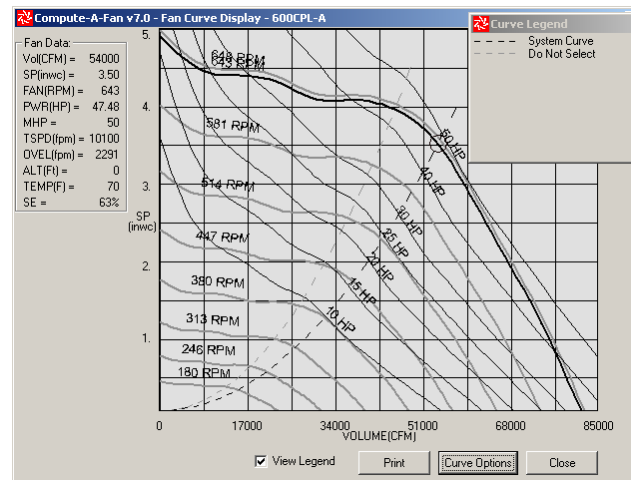 Compute-A-Fan v7.0 - Fan Curve Display - 600CPL-A
Curve Legend
System Curve
Do Not Select
Fan Data:
Vol(CFM) = 54000
SP(inwc) = 3.50
FAN(RPM) = 643
PWR(HP) = 47.48
MHP = 50
TSPD(fpm) = 10100
OVEL(fpm) = 2291
ALT(Ft) = 0
TEMP(F) = 70
SE = 63%
5.
4.
3.
SP
(inwc)
2.
1.
643 RPM
581 RPM
514 RPM
447 RPM
380 RPM
313 RPM
246 RPM
180 RPM
50 HP
40 HP
30 HP
25 HP
20 HP
15 HP
10 HP
0 17000 34000 51000 68000 85000
VOLUME(CFM)
View Legend
Print
Curve Options
Close